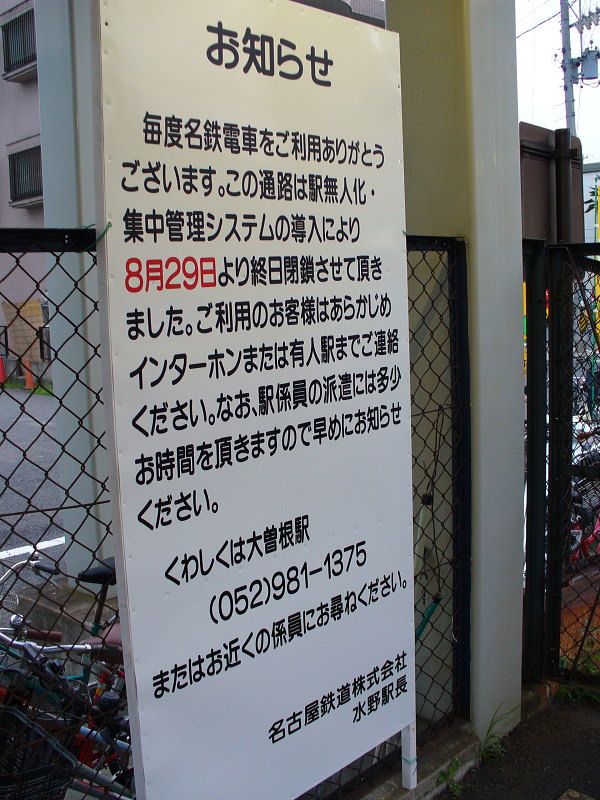 お知らせ
毎度名鉄電車をご利用ありがとう
ございます。この通路は駅無人化・
集中管理システムの導入により
8月29日より終日閉鎖させて頂き
ました。ご利用のお客様はあらかじめ
インターホンまたは有人駅までご連絡
ください。なお、駅係員の派遣には多少
お時間を頂きますので早めにお知らせ
ください。
くわしくは大曽根駅
(052)981-1375
またはお近くの係員にお尋ねください。
名古屋鉄道株式会社
水野駅長